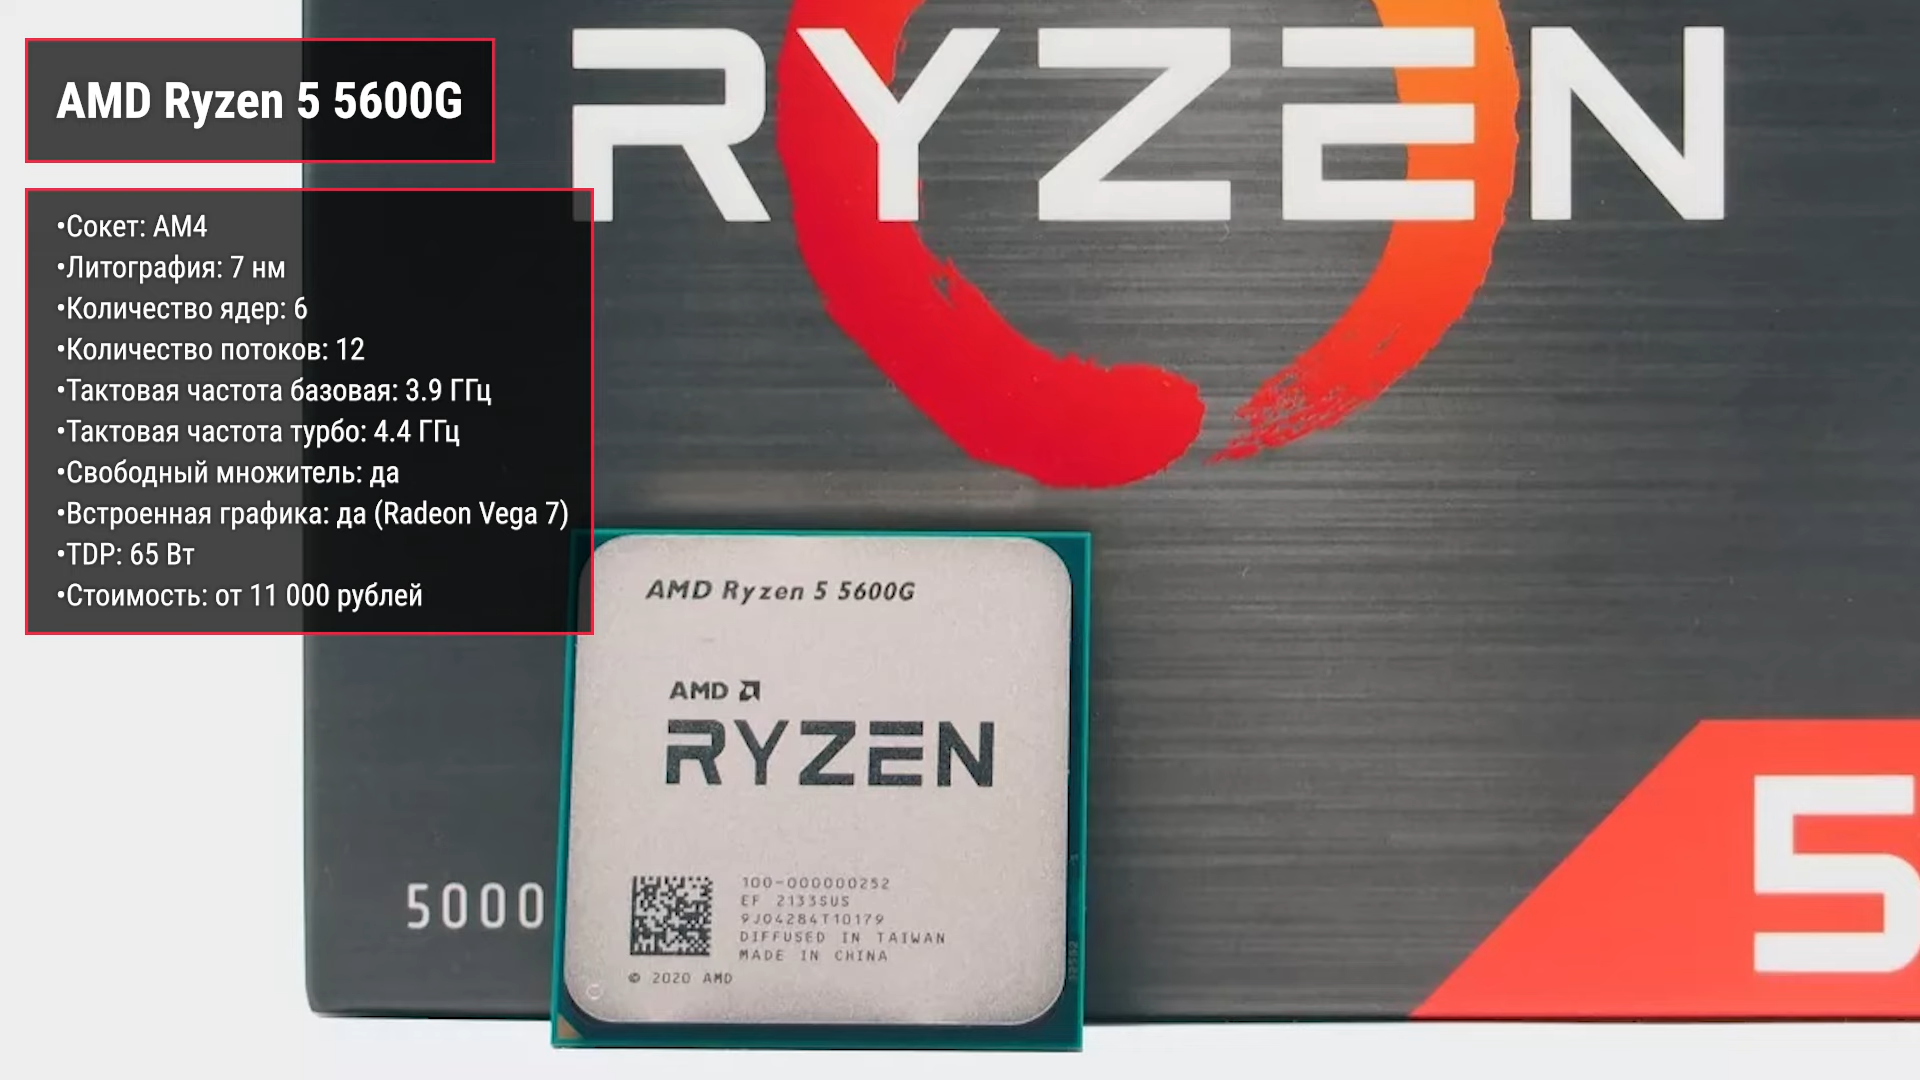 AMD Ryzen 5 5600G
•Сокет: AM4
•Литография: 7 нм
•Количество ядер: 6
•Количество потоков: 12
•Тактовая частота базовая: 3.9 ГГц
•Тактовая частота турбо: 4.4 ГГц
•Свободный множитель: да
•Встроенная графика: да (Radeon Vega 7)
•TDP: 65 Вт
•Стоимость: от 11 000 рублей
RYZEN
AMD Ryzen 5 5600G
AMD
RYZEN
100-000000252
EF 2133SUS
9J04284T10179
DIFFUSED IN TAIWAN
MADE IN CHINA
© 2020 AMD
5000
5